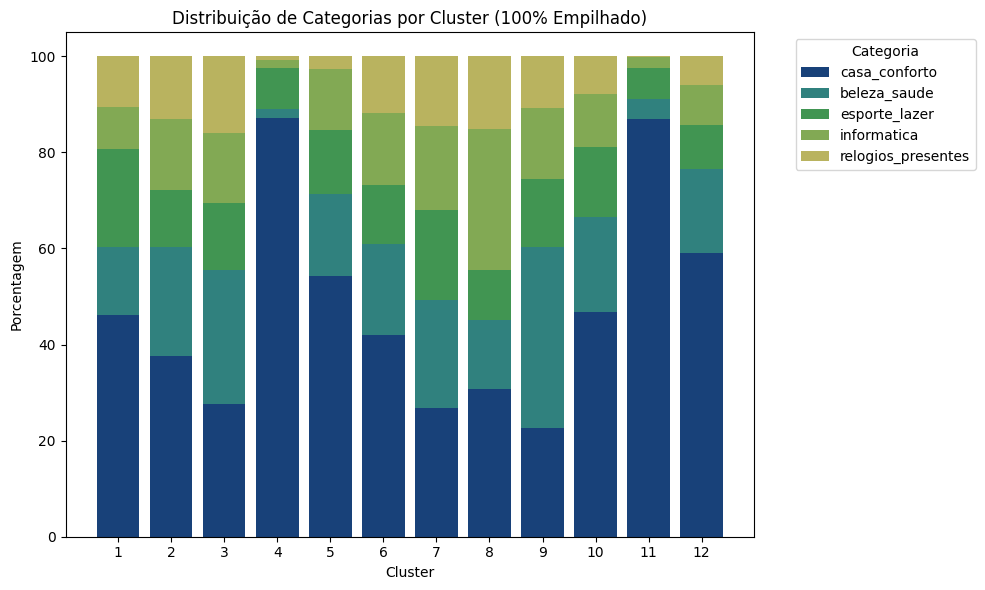 Distribuição de Categorias por Cluster (100% Empilhado)
Porcentagem
100
80
60
40
20
0
1 2 3 4 5 6 7 8 9 10 11 12
Cluster
Categoria
casa_conforto
beleza_saude
esporte_lazer
informatica
relogios_presentes